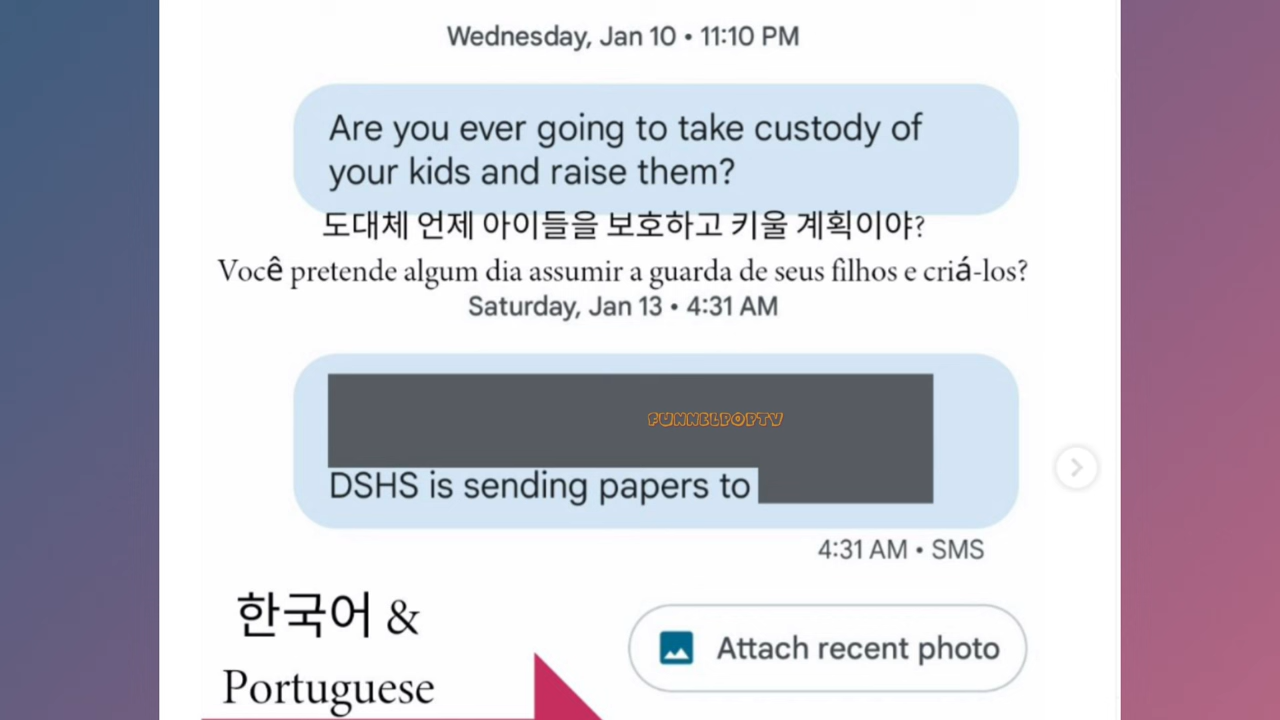 Wednesday, Jan 10 • 11:10 PM
Are you ever going to take custody of
your kids and raise them?
도대체 언제 아이들을 보호하고 키울 계획이야?
Você pretende algum dia assumir a guarda de seus filhos e criá-los?
Saturday, Jan 13 • 4:31 AM
FUNNELPOPTV
DSHS is sending papers to
4:31 AM • SMS
한국어 &
Portuguese
Attach recent photo